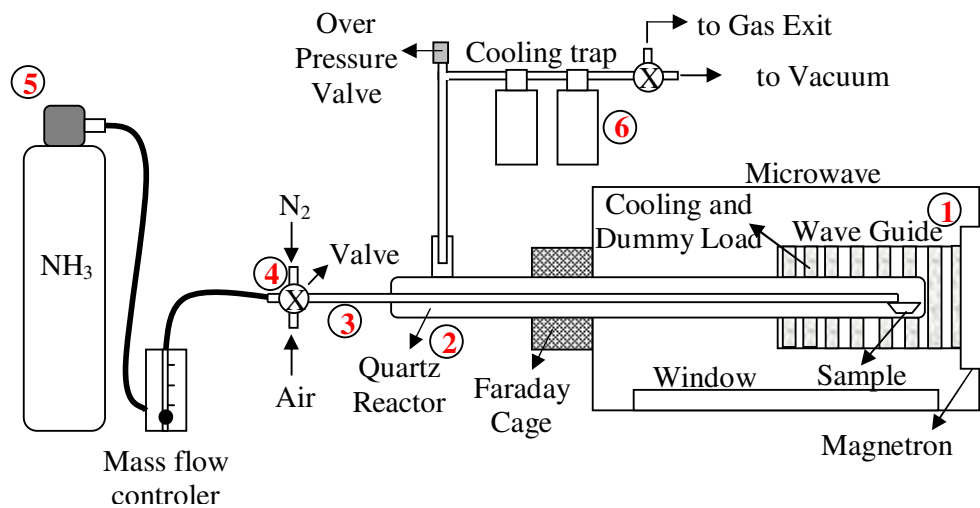 Over
Pressure
Valve
Cooling trap
to Gas Exit
X
to Vacuum
5
6
Microwave
1
Cooling and
Dummy Load
Wave Guide
NH₃
N₂
Valve
4
X
3
2
Air
Quartz
Reactor
Faraday
Cage
Window
Sample
Magnetron
Mass flow
controler